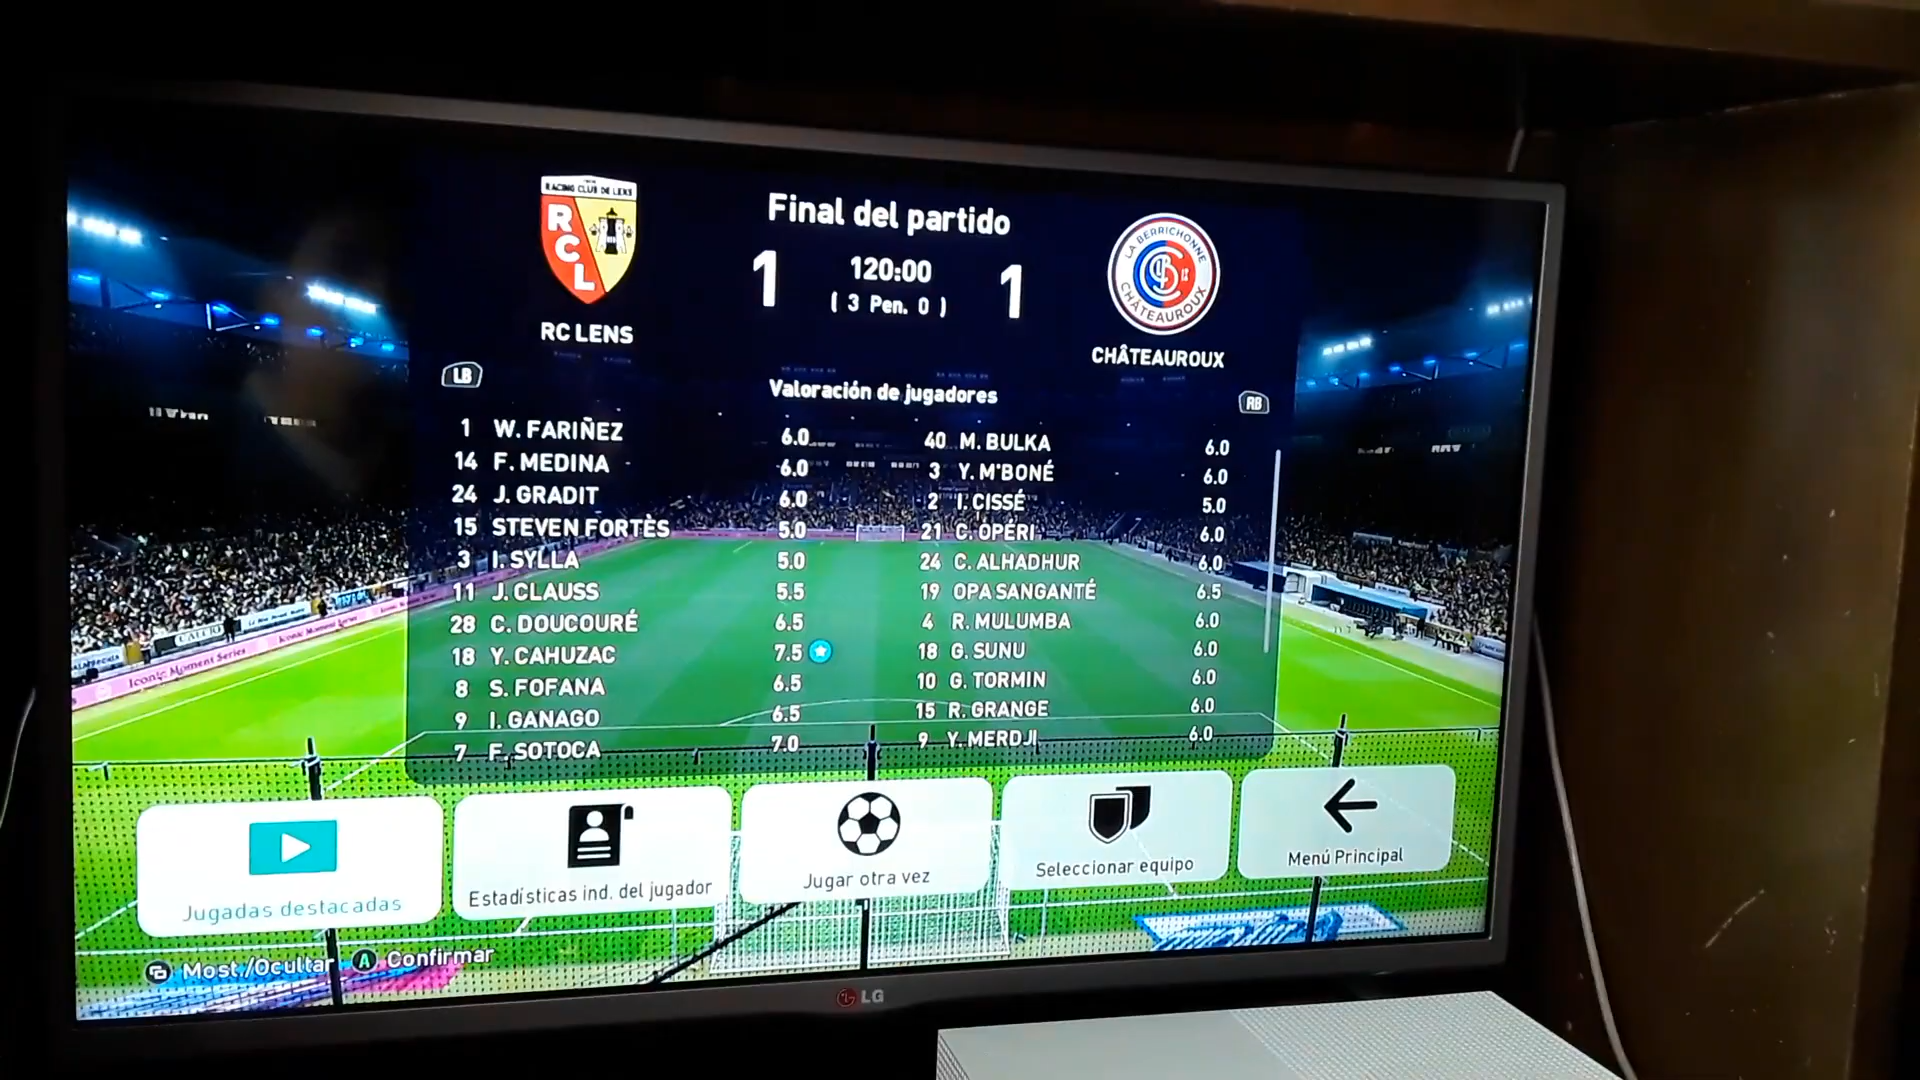 RACING CLUB DE LENS
RCL
RC LENS
Final del partido
1 120:00 1
( 3 Pen. 0 )
LA BERRICHONNE
CHÂTEAUROUX
CHÂTEAUROUX
LB
Valoración de jugadores
RB
1 W. FARIÑEZ 6.0 40 M. BULKA 6.0
14 F. MEDINA 6.0 3 Y. M'BONÉ 6.0
24 J. GRADIT 6.0 2 I. CISSÉ 5.0
15 STEVEN FORTÈS 5.0 21 C. OPÉRI 6.0
3 I. SYLLA 5.0 24 C. ALHADHUR 6.0
11 J. CLAUSS 5.5 19 OPA SANGANTÉ 6.5
28 C. DOUCOURÉ 6.5 4 R. MULUMBA 6.0
18 Y. CAHUZAC 7.5 18 G. SUNU 6.0
8 S. FOFANA 6.5 10 G. TORMIN 6.0
9 I. GANAGO 6.5 15 R. GRANGE 6.0
7 F. SOTOCA 7.0 9 Y. MERDJI 6.0
Iconic Moment Series
Iconic Moment Series
Jugadas destacadas
Estadísticas ind. del jugador
Jugar otra vez
Seleccionar equipo
Menú Principal
Most./Ocultar A Confirmar
LG